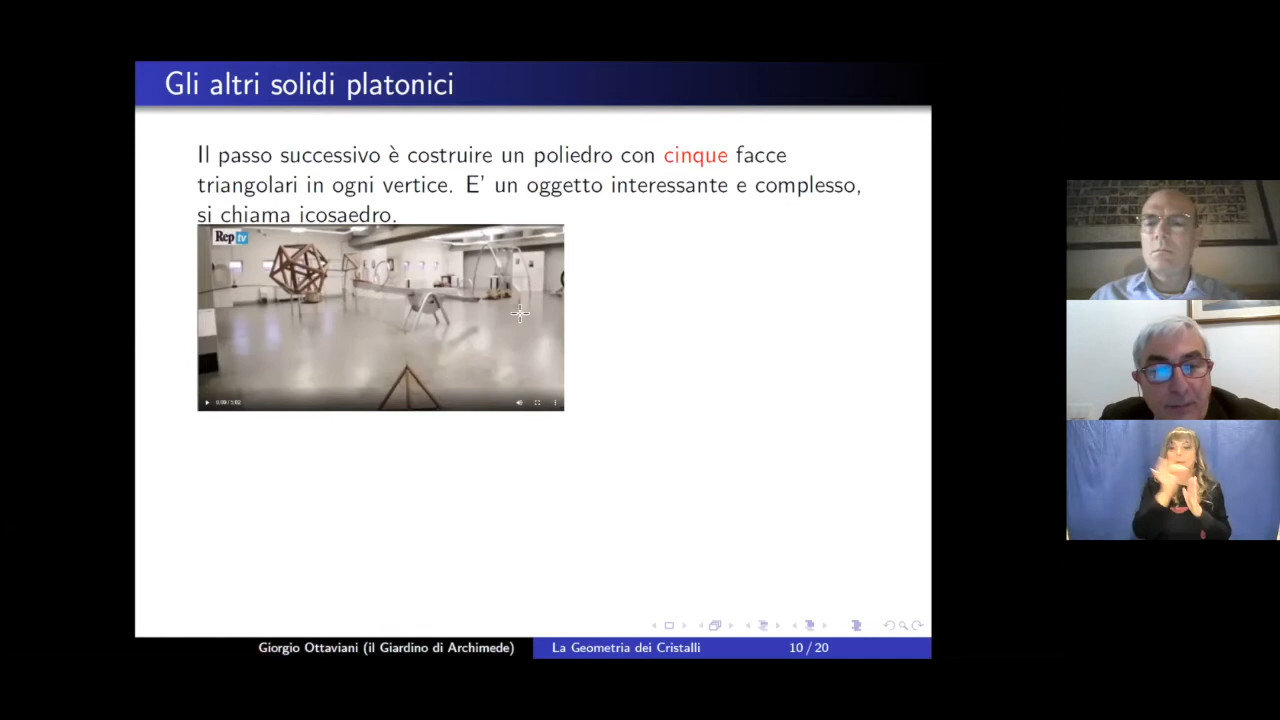 Gli altri solidi platonici
Il passo successivo è costruire un poliedro con cinque facce
triangolari in ogni vertice. E' un oggetto interessante e complesso,
si chiama icosaedro.
Rep tv
Giorgio Ottaviani (il Giardino di Archimede)
La Geometria dei Cristalli
10 / 20